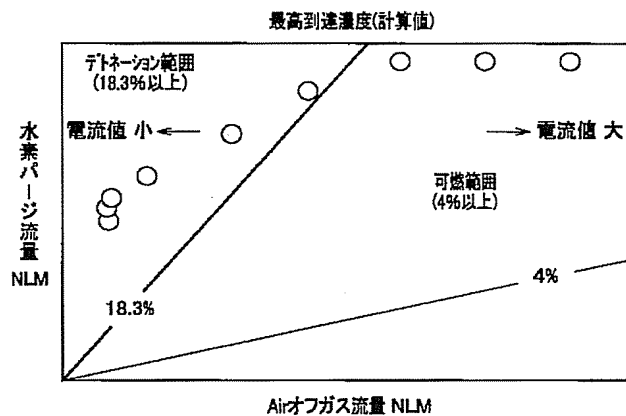 最高到達濃度(計算値)
デトネーション範囲
(18.3%以上)
電流値 小
電流値 大
可燃範囲
(4%以上)
水素パージ流量
NLM
18.3%
4%
Airオフガス流量 NLM